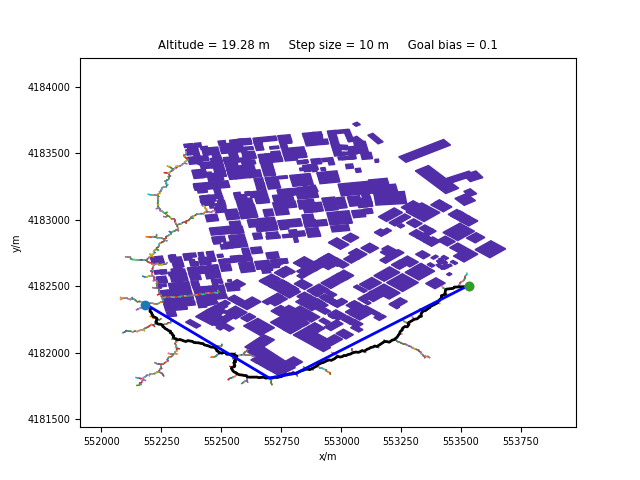 Altitude = 19.28 m Step size = 10 m Goal bias = 0.1
y/m
4184000
4183500
4183000
4182500
4182000
4181500
552000 552250 552500 552750 553000 553250 553500 553750
x/m